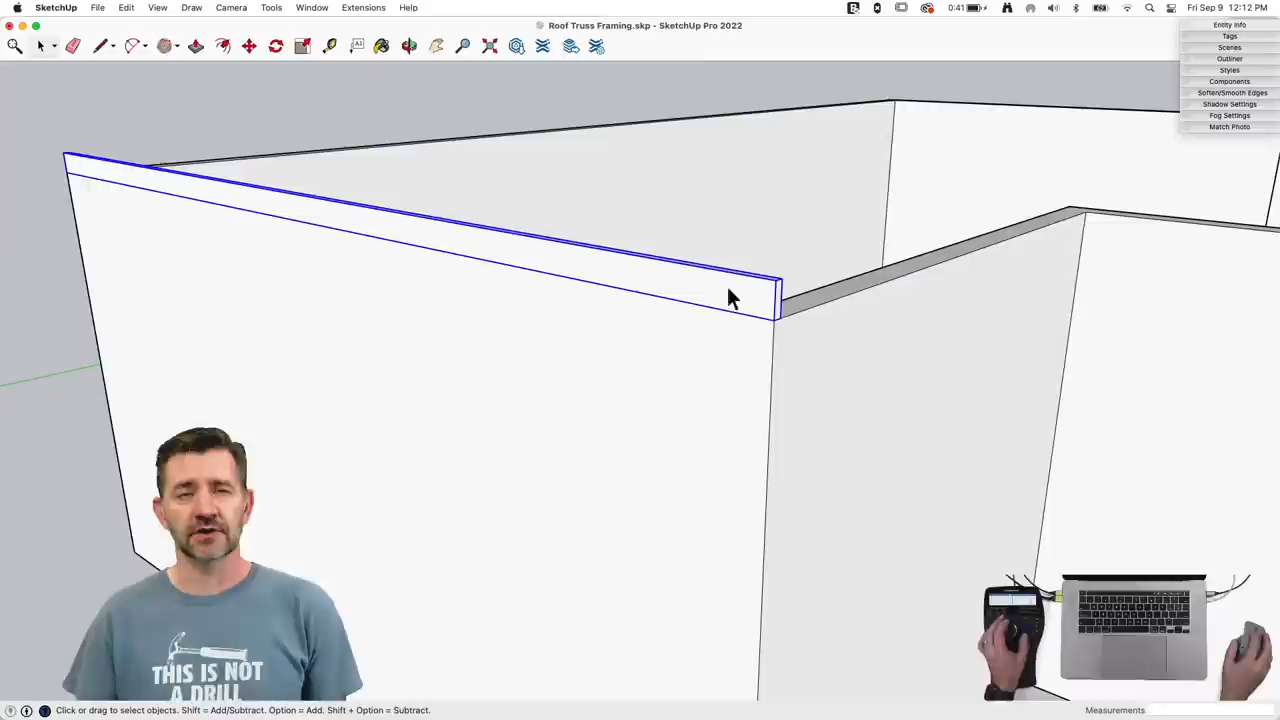 SketchUp File Edit View Draw Camera Tools Window Extensions Help 0:41 Fri Sep 9 12:12 PM
Roof Truss Framing.skp - SketchUp Pro 2022
Entity Info
Tags
Scenes
Outliner
Styles
Components
Soften/Smooth Edges
Shadow Settings
Fog Settings
Match Photo
THIS IS NOT
A DRILL
Click or drag to select objects. Shift = Add/Subtract. Option = Add. Shift + Option = Subtract. Measurements